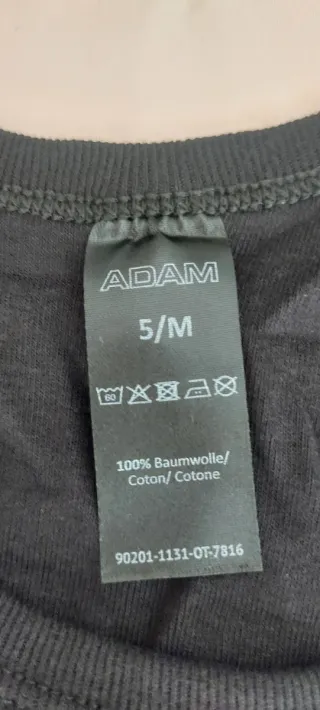 ADAM
5/M
60
100% Baumwolle/
Coton/ Cotone
90201-1131-OT-7816